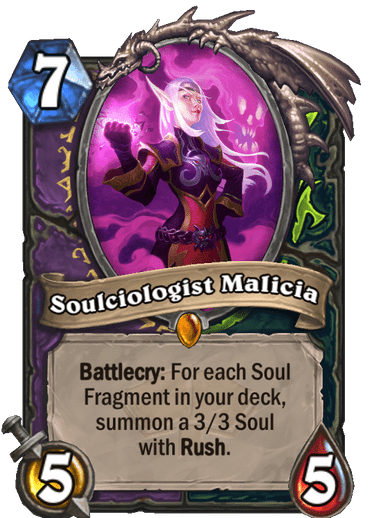 7
Soulciologist Malicia
Battlecry: For each Soul
Fragment in your deck,
summon a 3/3 Soul
with Rush.
5
5